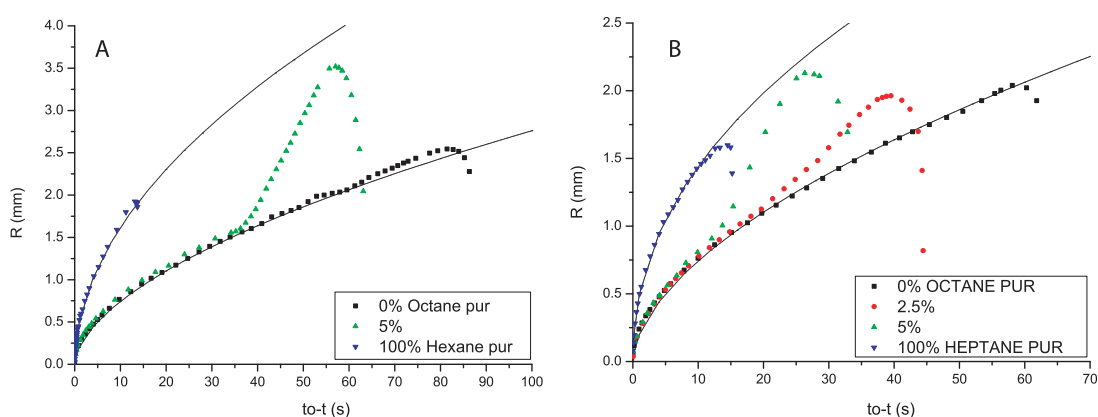 A
R (mm)
4.0
3.5
3.0
2.5
2.0
1.5
1.0
0.5
0.0
0 10 20 30 40 50 60 70 80 90 100
to-t (s)
0% Octane pur
5%
100% Hexane pur
B
R (mm)
2.5
2.0
1.5
1.0
0.5
0.0
0 10 20 30 40 50 60 70
to-t (s)
0% OCTANE PUR
2.5%
5%
100% HEPTANE PUR